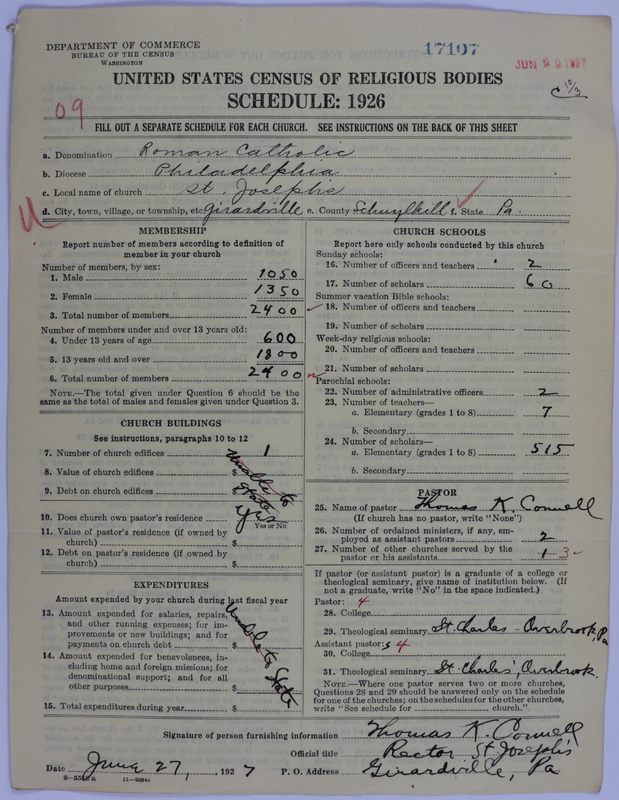 DEPARTMENT OF COMMERCE
BUREAU OF THE CENSUS
WASHINGTON
17107
JUN 29 1927
10/3
UNITED STATES CENSUS OF RELIGIOUS BODIES
SCHEDULE: 1926
09
FILL OUT A SEPARATE SCHEDULE FOR EACH CHURCH. SEE INSTRUCTIONS ON THE BACK OF THIS SHEET
a. Denomination Roman Catholic
b. Diocese Philadelphia
c. Local name of church St. Josephs
d. City, town, village, or township, etc Girardville e. County Schuylkill f. State Pa.
MEMBERSHIP
Report number of members according to definition of
member in your church
Number of members, by sex:
1. Male 1050
2. Female 1350
3. Total number of members 2400
Number of members under and over 13 years old:
4. Under 13 years of age 600
5. 13 years old and over 1800
6. Total number of members 2400
NOTE.—The total given under Question 6 should be the
same as the total of males and females given under Question 3.
CHURCH BUILDINGS
See instructions, paragraphs 10 to 12
7. Number of church edifices 1
8. Value of church edifices $ Unable to
9. Debt on church edifices $ State
10. Does church own pastor's residence Yes
Yes or No
11. Value of pastor's residence (if owned by
church) $
12. Debt on pastor's residence (if owned by
church) $
EXPENDITURES
Amount expended by your church during last fiscal year
13. Amount expended for salaries, repairs,
and other running expenses; for im-
provements or new buildings; and for
payments on church debt $
Unable to State
14. Amount expended for benevolences, in-
cluding home and foreign missions; for
denominational support; and for all
other purposes $
15. Total expenditures during year $
CHURCH SCHOOLS
Report here only schools conducted by this church
Sunday schools:
16. Number of officers and teachers 2
17. Number of scholars 60
Summer vacation Bible schools:
18. Number of officers and teachers
19. Number of scholars
Week-day religious schools:
20. Number of officers and teachers
21. Number of scholars
Parochial schools:
22. Number of administrative officers 2
23. Number of teachers—
a. Elementary (grades 1 to 8) 7
b. Secondary
24. Number of scholars—
a. Elementary (grades 1 to 8) 515
b. Secondary
PASTOR
25. Name of pastor Thomas K. Connell
(If church has no pastor, write "None")
26. Number of ordained ministers, if any, em-
ployed as assistant pastors 2
27. Number of other churches served by the
pastor or his assistants 1 3-
If pastor (or assistant pastor) is a graduate of a college or
theological seminary, give name of institution below. (If
not a graduate, write "No" in the space indicated.)
Pastor: 4
28. College
29. Theological seminary St. Charles - Overbrook, Pa
Assistant pastor: s 4
30. College
31. Theological seminary St. Charles', Overbrook.
NOTE.—Where one pastor serves two or more churches,
Questions 28 and 29 should be answered only on the schedule
for one of the churches; on the schedules for the other churches,
write "See schedule for church."
Signature of person furnishing information Thomas K. Connell
Official title Rector St. Joseph's
Date June 27, 1927 P. O. Address Girardville, Pa
11—9084a